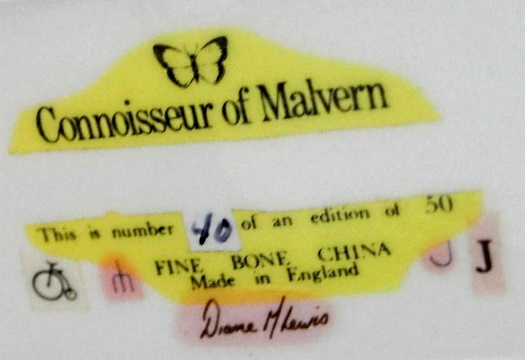 Connoisseur of Malvern
This is number 40 of an edition of 50
FINE BONE CHINA
J
Made in England
Diane M Lewis